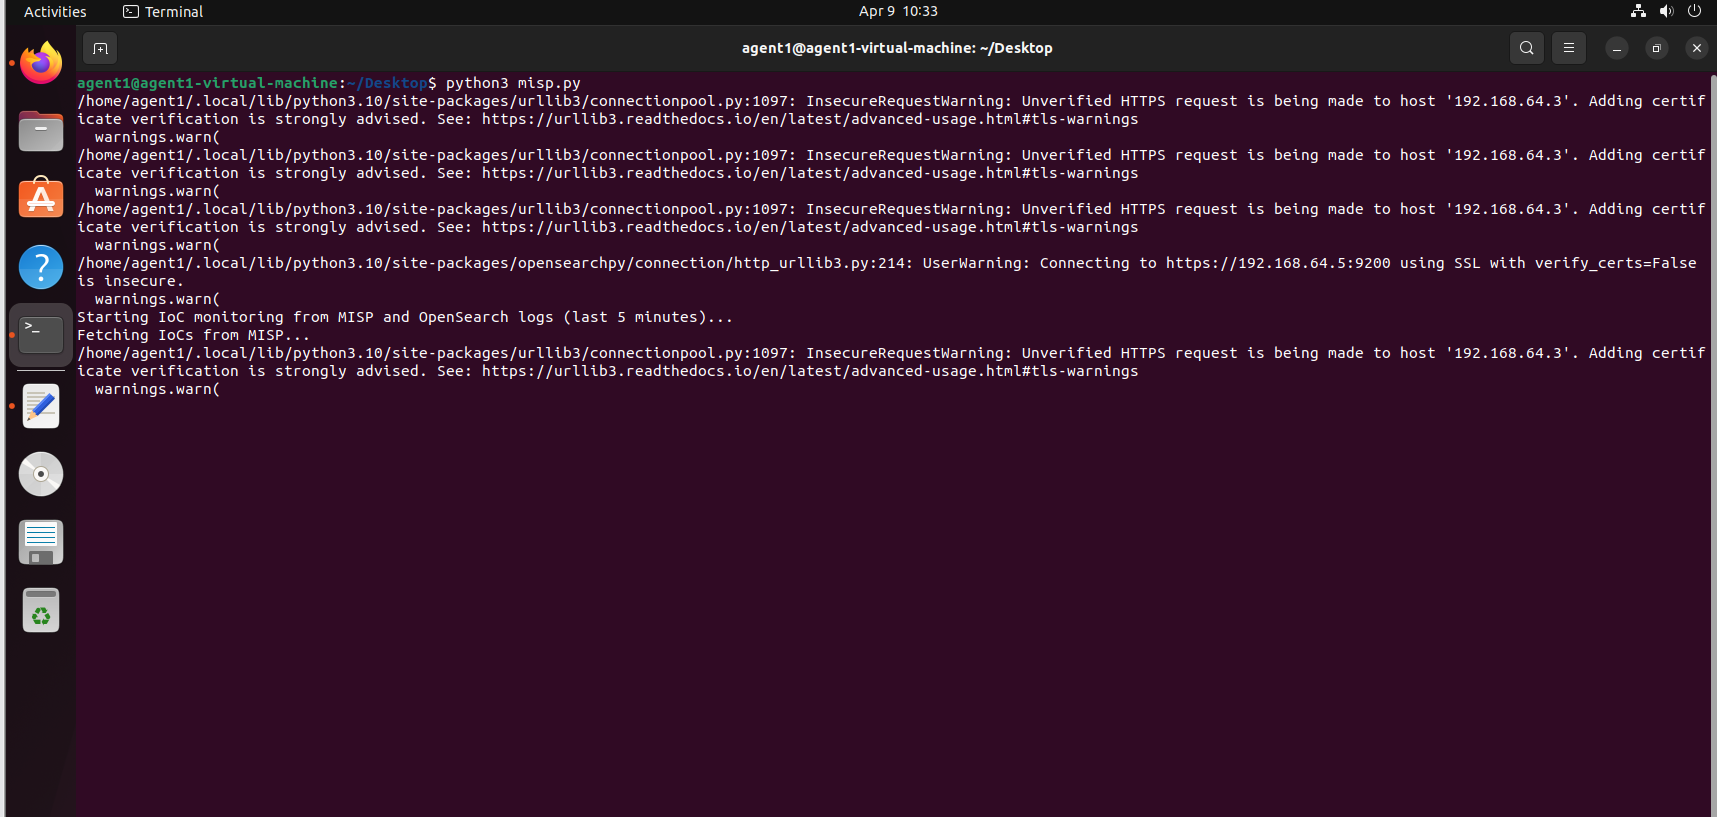 Activities Terminal Apr 9 10:33
agent1@agent1-virtual-machine: ~/Desktop
agent1@agent1-virtual-machine:~/Desktop$ python3 misp.py
/home/agent1/.local/lib/python3.10/site-packages/urllib3/connectionpool.py:1097: InsecureRequestWarning: Unverified HTTPS request is being made to host '192.168.64.3'. Adding certif
icate verification is strongly advised. See: https://urllib3.readthedocs.io/en/latest/advanced-usage.html#tls-warnings
  warnings.warn(
/home/agent1/.local/lib/python3.10/site-packages/urllib3/connectionpool.py:1097: InsecureRequestWarning: Unverified HTTPS request is being made to host '192.168.64.3'. Adding certif
icate verification is strongly advised. See: https://urllib3.readthedocs.io/en/latest/advanced-usage.html#tls-warnings
  warnings.warn(
/home/agent1/.local/lib/python3.10/site-packages/urllib3/connectionpool.py:1097: InsecureRequestWarning: Unverified HTTPS request is being made to host '192.168.64.3'. Adding certif
icate verification is strongly advised. See: https://urllib3.readthedocs.io/en/latest/advanced-usage.html#tls-warnings
  warnings.warn(
/home/agent1/.local/lib/python3.10/site-packages/opensearchpy/connection/http_urllib3.py:214: UserWarning: Connecting to https://192.168.64.5:9200 using SSL with verify_certs=False
is insecure.
  warnings.warn(
Starting IoC monitoring from MISP and OpenSearch logs (last 5 minutes)...
Fetching IoCs from MISP...
/home/agent1/.local/lib/python3.10/site-packages/urllib3/connectionpool.py:1097: InsecureRequestWarning: Unverified HTTPS request is being made to host '192.168.64.3'. Adding certif
icate verification is strongly advised. See: https://urllib3.readthedocs.io/en/latest/advanced-usage.html#tls-warnings
  warnings.warn(